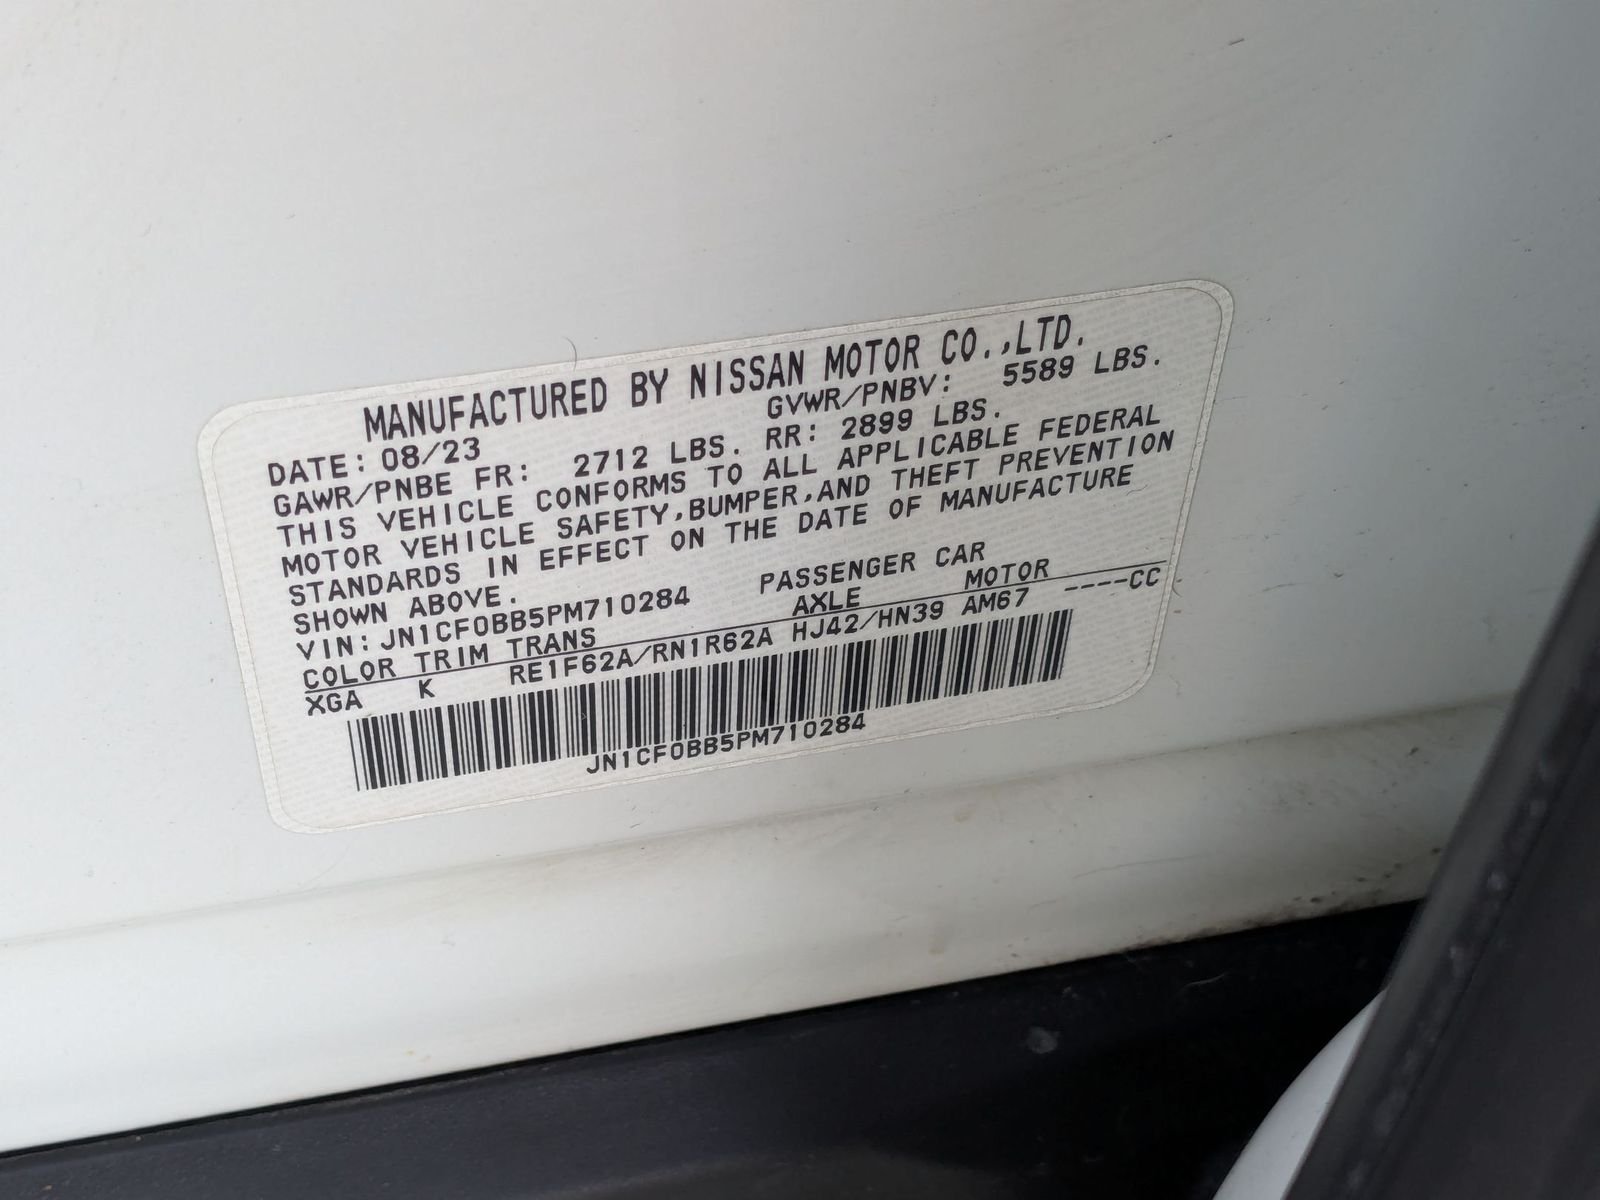 MANUFACTURED BY NISSAN MOTOR CO.,LTD.
DATE: 08/23 GVWR/PNBV: 5589 LBS.
GAWR/PNBE FR: 2712 LBS. RR: 2899 LBS.
THIS VEHICLE CONFORMS TO ALL APPLICABLE FEDERAL
MOTOR VEHICLE SAFETY,BUMPER,AND THEFT PREVENTION
STANDARDS IN EFFECT ON THE DATE OF MANUFACTURE
SHOWN ABOVE.
VIN: JN1CF0BB5PM710284 PASSENGER CAR
COLOR TRIM TRANS AXLE MOTOR
XGA K RE1F62A/RN1R62A HJ42/HN39 AM67 ----CC
JN1CF0BB5PM710284